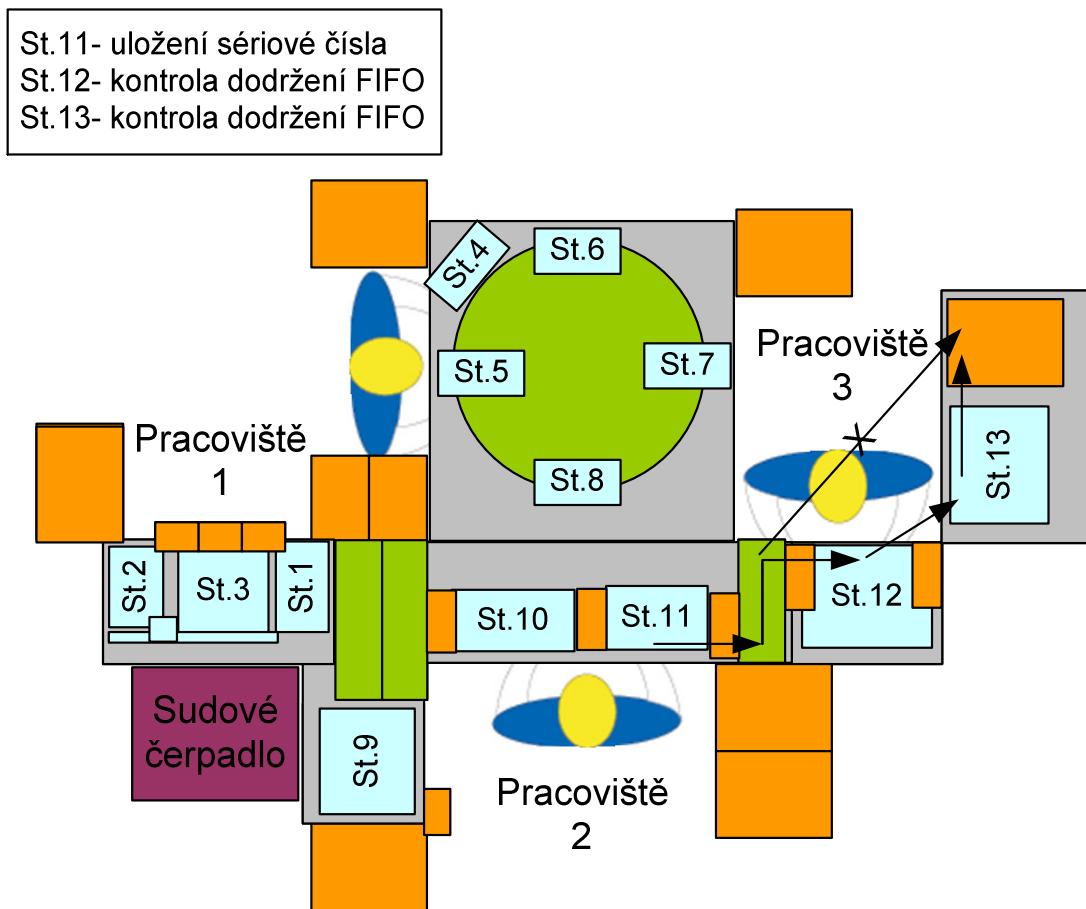 St.11- uložení sériové čísla
St.12- kontrola dodržení FIFO
St.13- kontrola dodržení FIFO
St.4
St.6
St.5
St.7
St.8
Pracoviště
3
Pracoviště
1
St.13
St.2
St.3
St.1
St.10
St.11
St.12
Sudové
čerpadlo
St.9
Pracoviště
2